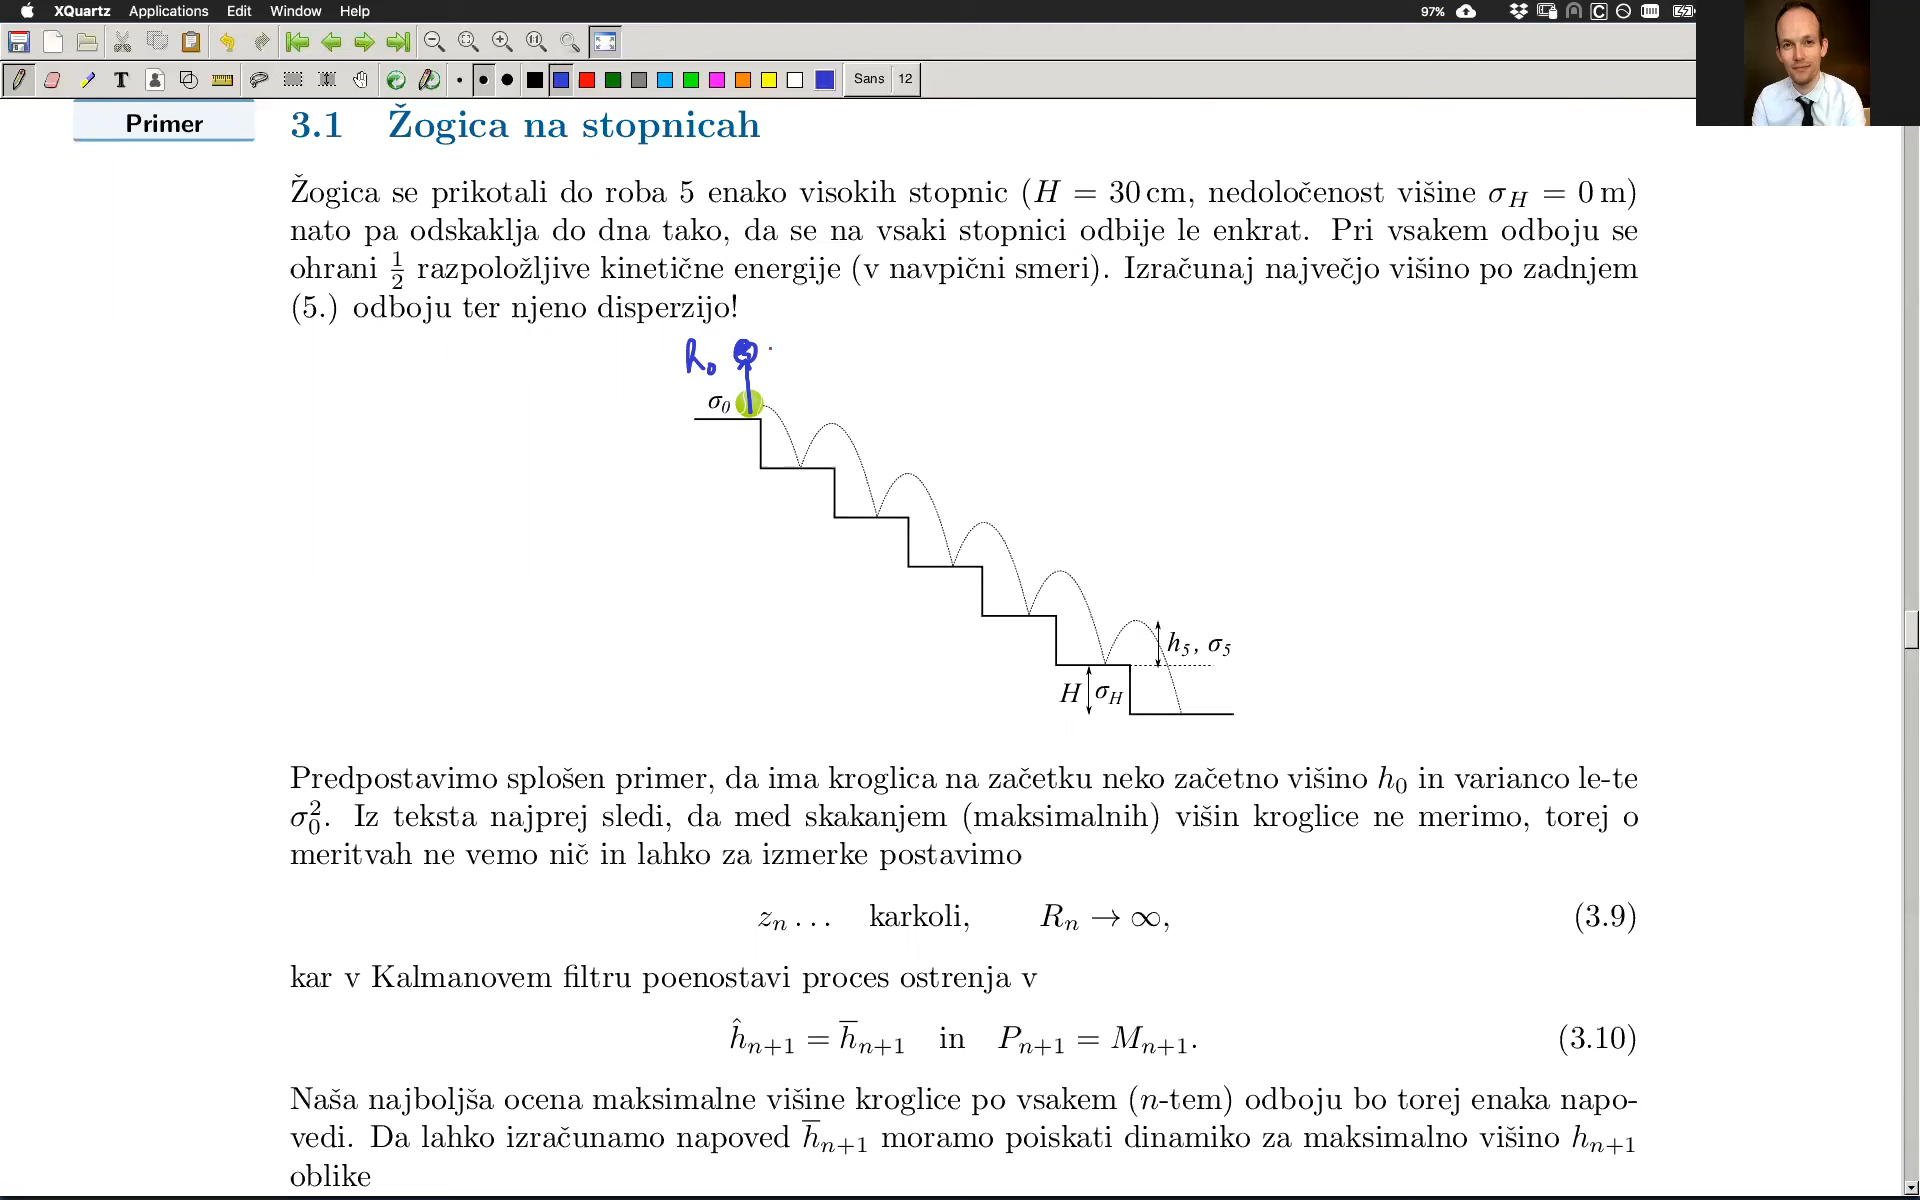 XQuartz Applications Edit Window Help 97%
T Sans 12
Primer
3.1 Žogica na stopnicah
Žogica se prikotali do roba 5 enako visokih stopnic (H = 30 cm, nedoločenost višine σ_H = 0 m)
nato pa odskaklja do dna tako, da se na vsaki stopnici odbije le enkrat. Pri vsakem odboju se
ohrani 1/2 razpoložljive kinetične energije (v navpični smeri). Izračunaj največjo višino po zadnjem
(5.) odboju ter njeno disperzijo!
h₀
σ₀
h₅, σ₅
H σ_H
Predpostavimo splošen primer, da ima kroglica na začetku neko začetno višino h₀ in varianco le-te
σ₀². Iz teksta najprej sledi, da med skakanjem (maksimalnih) višin kroglice ne merimo, torej o
meritvah ne vemo nič in lahko za izmerke postavimo
zₙ ... karkoli, Rₙ → ∞, (3.9)
kar v Kalmanovem filtru poenostavi proces ostrenja v
ĥₙ₊₁ = h̅ₙ₊₁ in Pₙ₊₁ = Mₙ₊₁. (3.10)
Naša najboljša ocena maksimalne višine kroglice po vsakem (n-tem) odboju bo torej enaka napo-
vedi. Da lahko izračunamo napoved h̅ₙ₊₁ moramo poiskati dinamiko za maksimalno višino hₙ₊₁
oblike